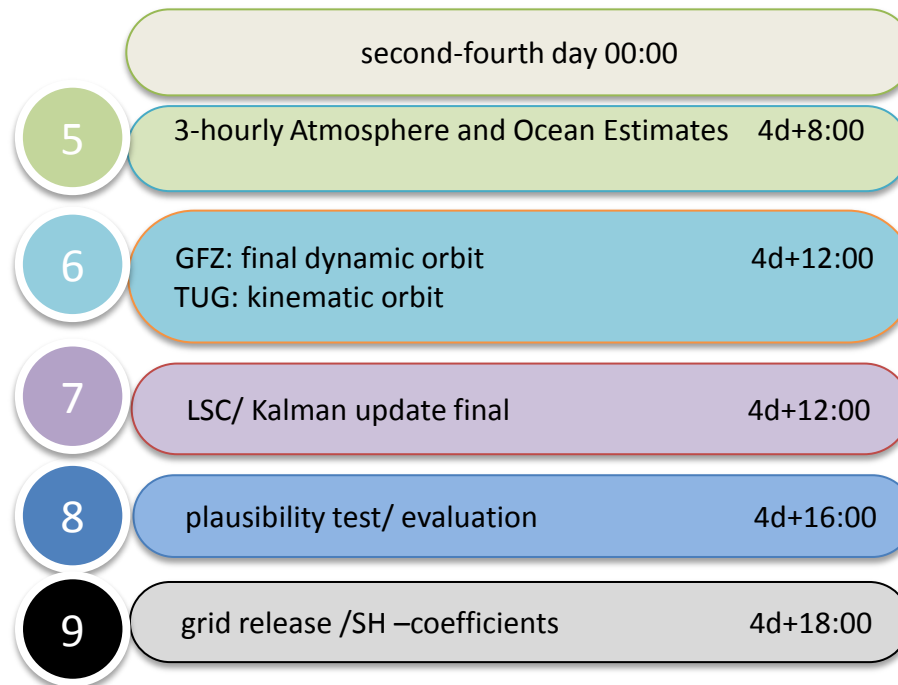 second-fourth day 00:00
5 3-hourly Atmosphere and Ocean Estimates 4d+8:00
6 GFZ: final dynamic orbit 4d+12:00
TUG: kinematic orbit
7 LSC/ Kalman update final 4d+12:00
8 plausibility test/ evaluation 4d+16:00
9 grid release /SH –coefficients 4d+18:00